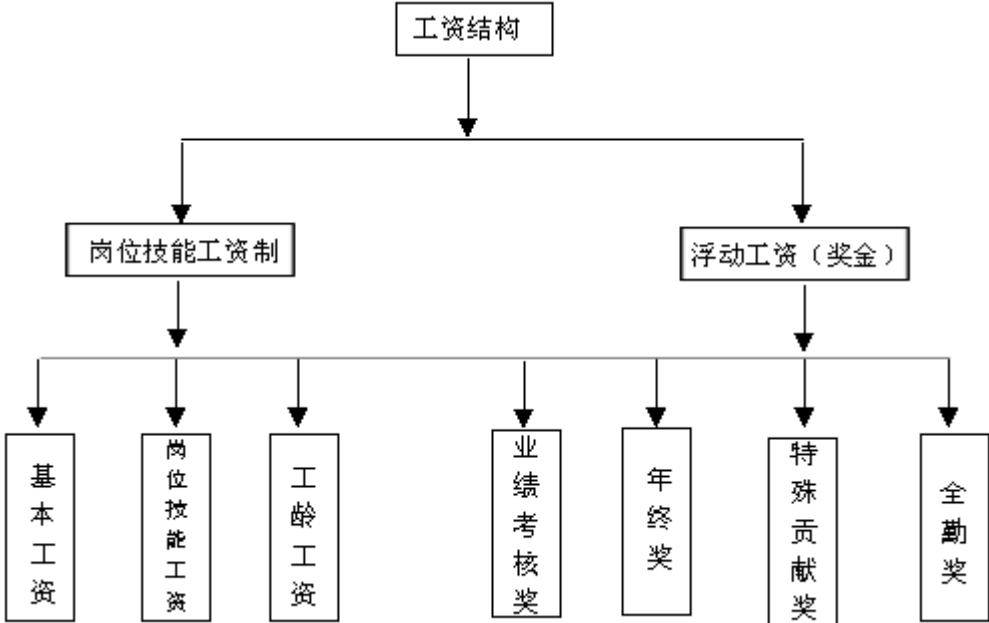 工资结构
岗位技能工资制
浮动工资（奖金）
基本工资
岗位技能工资
工龄工资
业绩考核奖
年终奖
特殊贡献奖
全勤奖